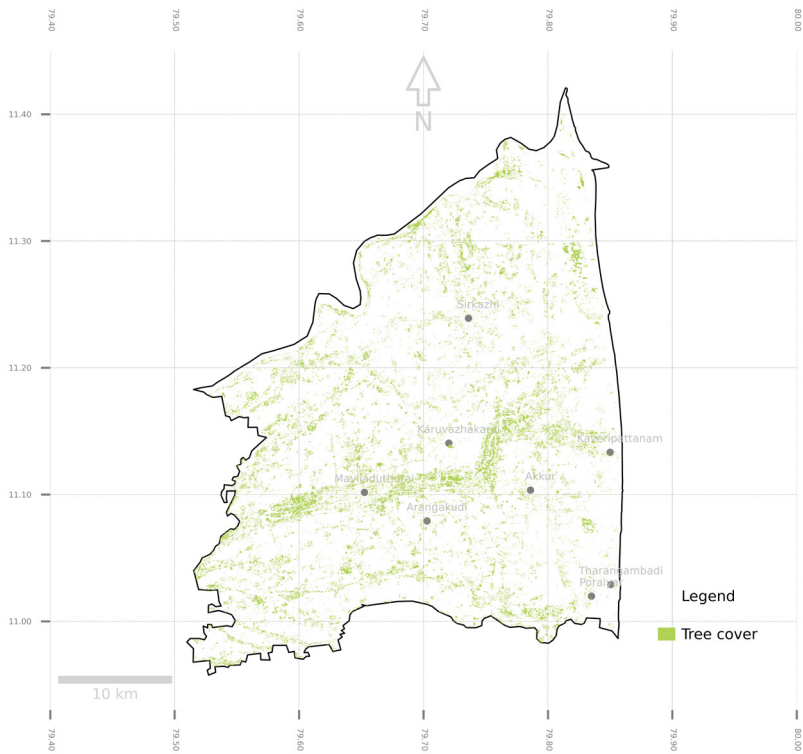 79.40 79.50 79.60 79.70 79.80 79.90 80.00
11.40
N
11.30
Sirkazhi
11.20
Karuvazhakarai
Kaveripattanam
Mayiladuthurai
Akkur
11.10
Arangakudi
Tharangambadi
Poraiyar
Legend
11.00
Tree cover
10 km
79.40 79.50 79.60 79.70 79.80 79.90 80.00